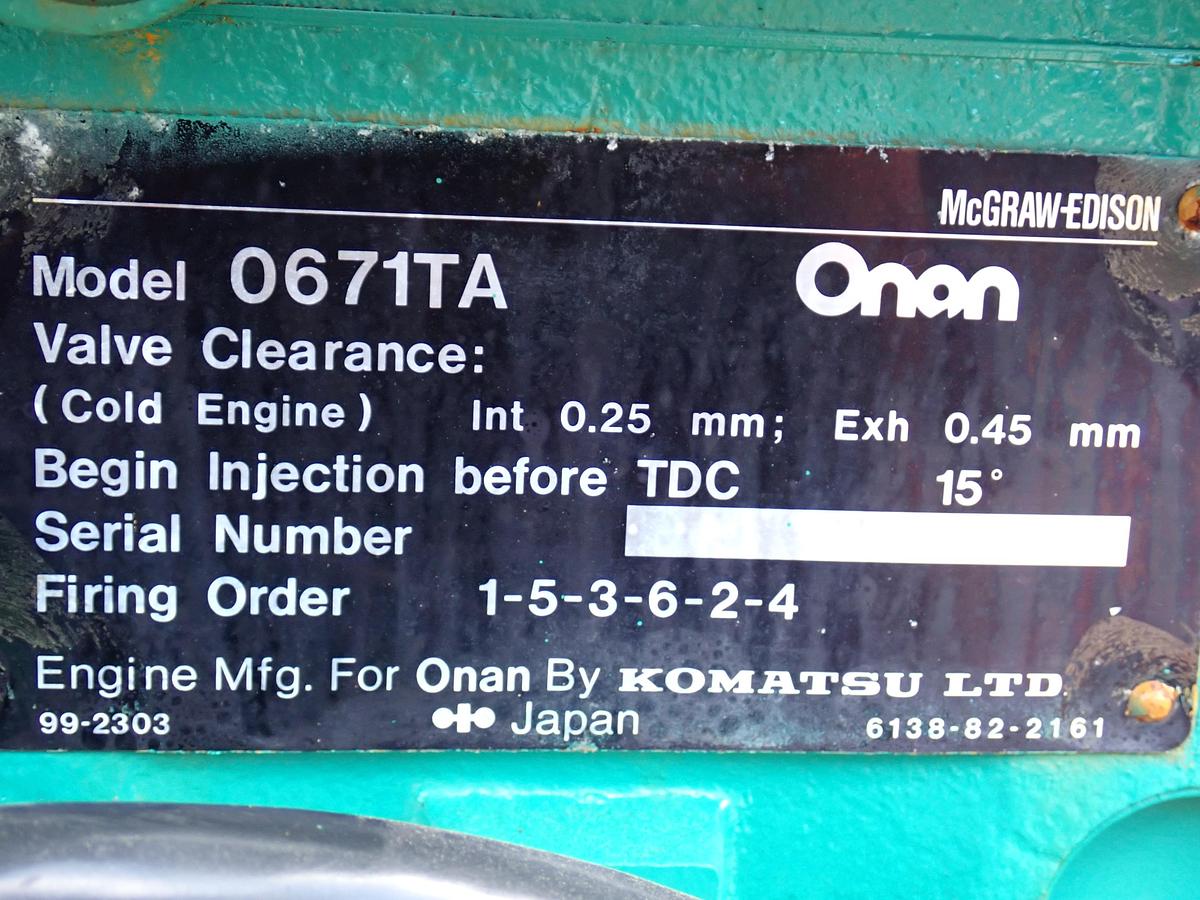 McGRAW-EDISON
Model 0671TA Onan
Valve Clearance:
(Cold Engine) Int 0.25 mm; Exh 0.45 mm
Begin Injection before TDC 15°
Serial Number
Firing Order 1-5-3-6-2-4
Engine Mfg. For Onan By KOMATSU LTD
99-2303 Japan 6138-82-2161